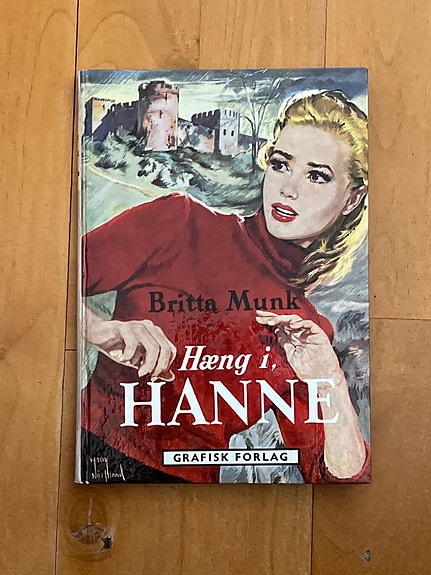 Britta Munk
Hæng i,
HANNE
GRAFISK FORLAG